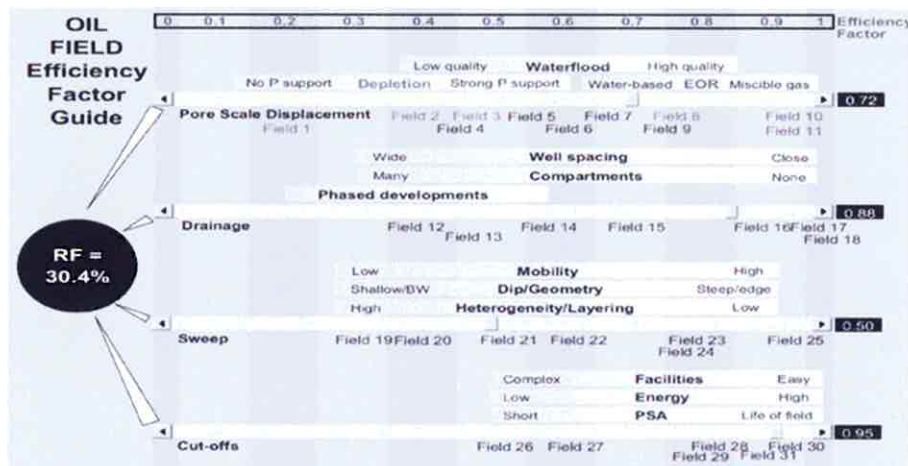 OIL
FIELD
Efficiency
Factor
Guide
0 0.1 0.2 0.3 0.4 0.5 0.6 0.7 0.8 0.9 1
Efficiency
Factor
Low quality Waterflood High quality
No P support Depletion Strong P support Water-based EOR Miscible gas
0.72
Pore Scale Displacement Field 2 Field 3 Field 5 Field 7 Field 8 Field 10
Field 1 Field 4 Field 6 Field 9 Field 11
Wide Well spacing Close
Many Compartments None
Phased developments
0.88
Drainage Field 12 Field 14 Field 15 Field 16 Field 17
Field 13 Field 18
RF =
30.4%
Low Mobility High
Shallow/BW Dip/Geometry Steep/edge
High Heterogeneity/Layering Low
0.50
Sweep Field 19 Field 20 Field 21 Field 22 Field 23 Field 25
Field 24
Complex Facilities Easy
Low Energy High
Short PSA Life of field
0.95
Cut-offs Field 26 Field 27 Field 28 Field 30
Field 29 Field 31